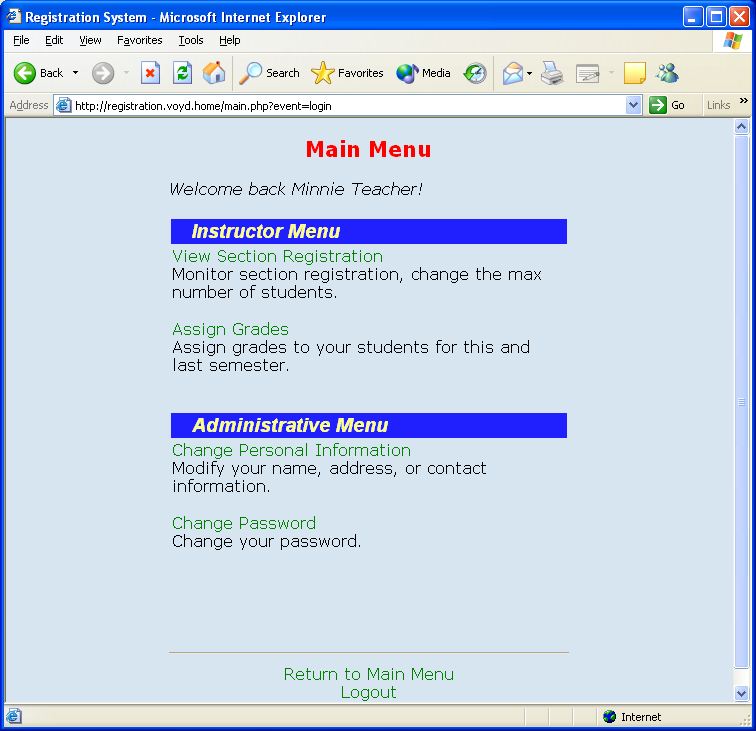 Registration System - Microsoft Internet Explorer
File Edit View Favorites Tools Help
Back Search Favorites Media
Address http://registration.voyd.home/main.php?event=login Go Links »
Main Menu
Welcome back Minnie Teacher!
Instructor Menu
View Section Registration
Monitor section registration, change the max
number of students.
Assign Grades
Assign grades to your students for this and
last semester.
Administrative Menu
Change Personal Information
Modify your name, address, or contact
information.
Change Password
Change your password.
Return to Main Menu
Logout
Internet